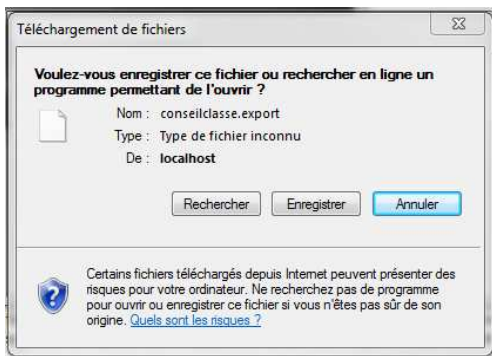 Téléchargement de fichiers
Voulez-vous enregistrer ce fichier ou rechercher en ligne un
programme permettant de l'ouvrir ?
Nom : conseilclasse.export
Type : Type de fichier inconnu
De : localhost
Rechercher Enregistrer Annuler
Certains fichiers téléchargés depuis Internet peuvent présenter des
risques pour votre ordinateur. Ne recherchez pas de programme
pour ouvrir ou enregistrer ce fichier si vous n'êtes pas sûr de son
origine. Quels sont les risques ?